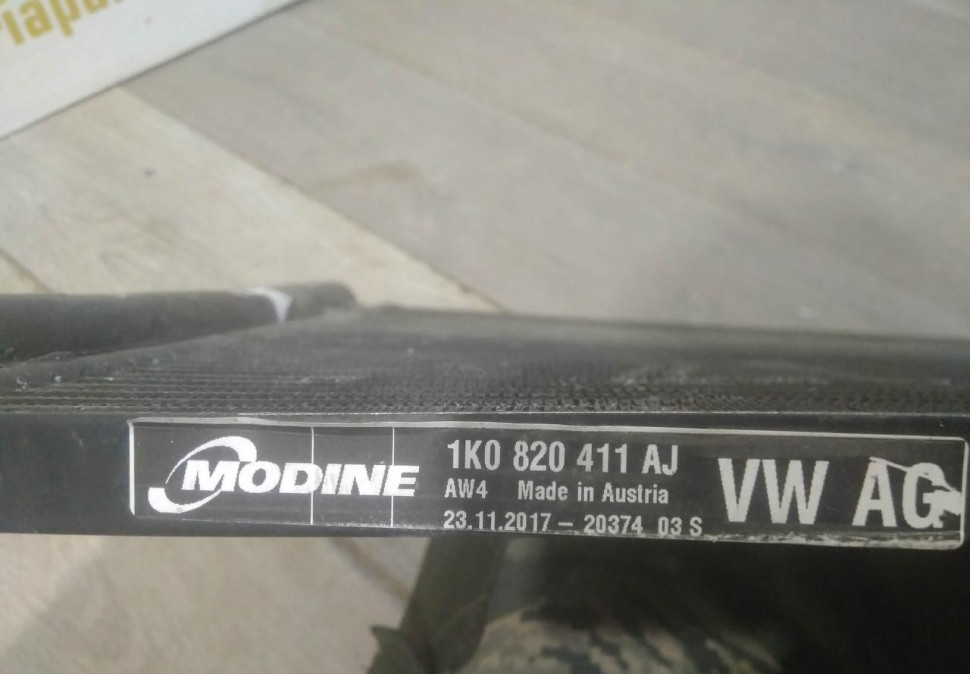 MODINE
1K0 820 411 AJ
AW4 Made in Austria
23.11.2017 – 20374 03 S
VW AG